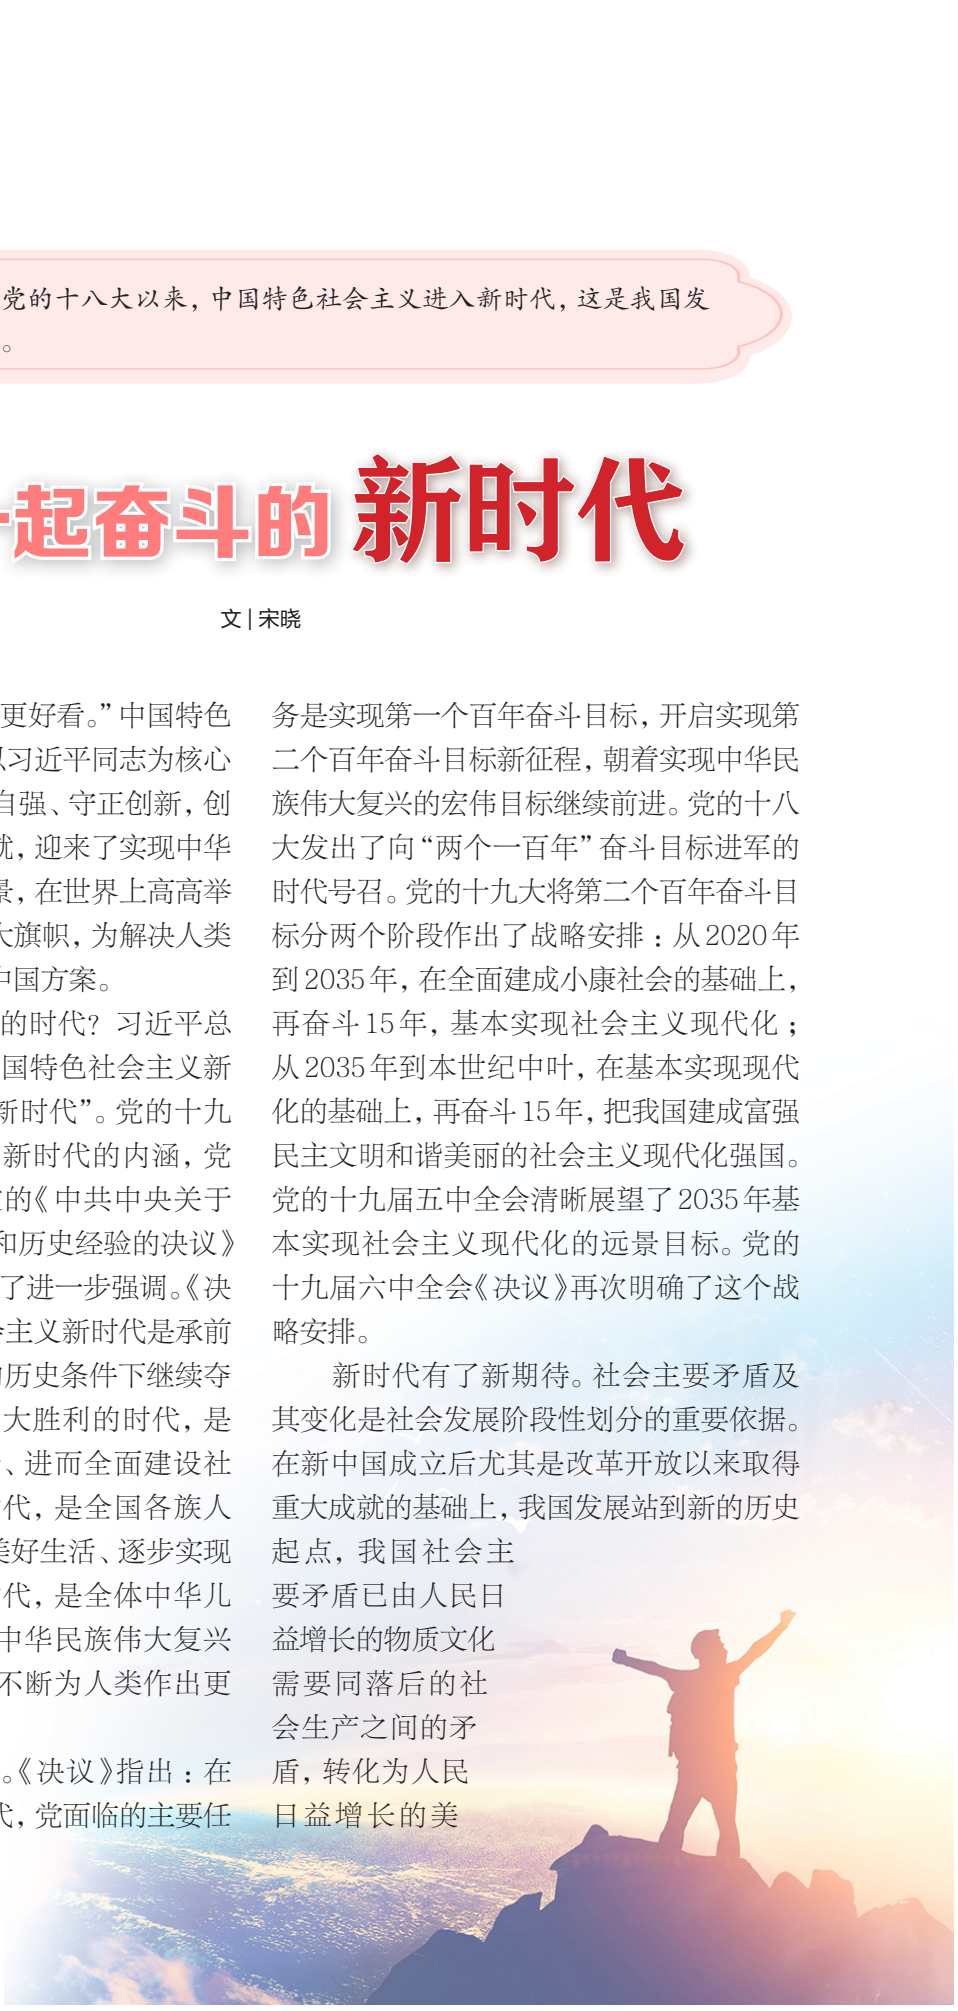 党的十八大以来，中国特色社会主义进入新时代，这是我国发
。
起奋斗的 新时代
文 | 宋晓
更好看。”中国特色
习近平同志为核心
自强、守正创新，创
就，迎来了实现中华
景，在世界上高高举
大旗帜，为解决人类
中国方案。
的时代？习近平总
国特色社会主义新
新时代”。党的十九
新时代的内涵，党
的《中共中央关于
和历史经验的决议》
了进一步强调。《决
会主义新时代是承前
的历史条件下继续夺
大胜利的时代，是
、进而全面建设社
代，是全国各族人
美好生活、逐步实现
代，是全体中华儿
中华民族伟大复兴
不断为人类作出更
。《决议》指出：在
代，党面临的主要任
务是实现第一个百年奋斗目标，开启实现第
二个百年奋斗目标新征程，朝着实现中华民
族伟大复兴的宏伟目标继续前进。党的十八
大发出了向“两个一百年”奋斗目标进军的
时代号召。党的十九大将第二个百年奋斗目
标分两个阶段作出了战略安排：从2020年
到2035年，在全面建成小康社会的基础上，
再奋斗15年，基本实现社会主义现代化；
从2035年到本世纪中叶，在基本实现现代
化的基础上，再奋斗15年，把我国建成富强
民主文明和谐美丽的社会主义现代化强国。
党的十九届五中全会清晰展望了2035年基
本实现社会主义现代化的远景目标。党的
十九届六中全会《决议》再次明确了这个战
略安排。
新时代有了新期待。社会主要矛盾及
其变化是社会发展阶段性划分的重要依据。
在新中国成立后尤其是改革开放以来取得
重大成就的基础上，我国发展站到新的历史
起点，我国社会主
要矛盾已由人民日
益增长的物质文化
需要同落后的社
会生产之间的矛
盾，转化为人民
日益增长的美